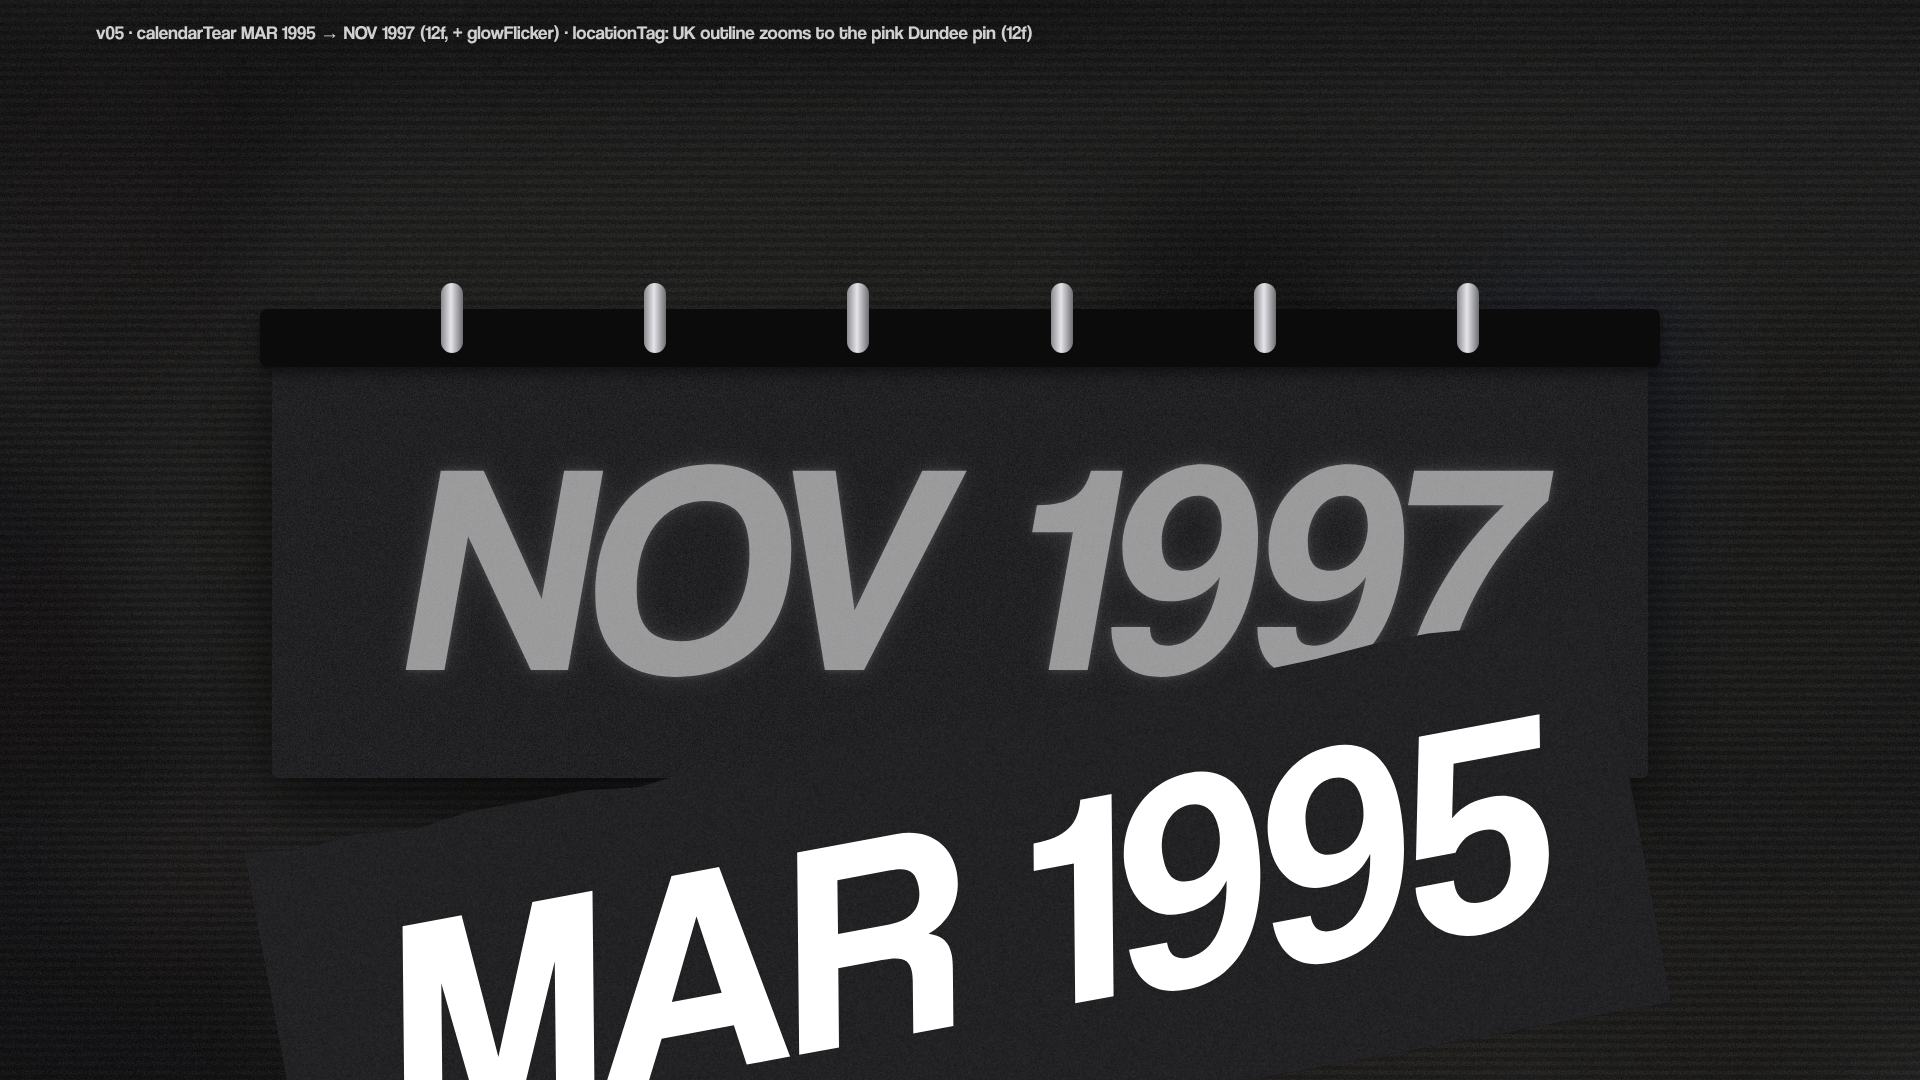 v05 · calendarTear MAR 1995 → NOV 1997 (12f, + glowFlicker) · locationTag: UK outline zooms to the pink Dundee pin (12f)
NOV 1997
MAR 1995